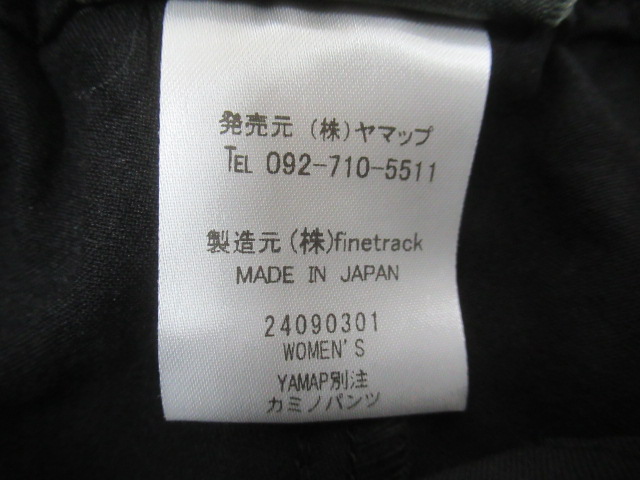 発売元 (株)ヤマップ
TEL 092-710-5511
製造元 (株)finetrack
MADE IN JAPAN
24090301
WOMEN'S
YAMAP別注
カミノパンツ